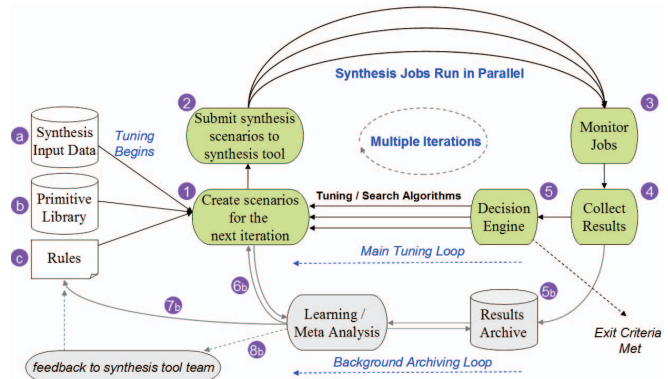 Synthesis Jobs Run in Parallel
2
Submit synthesis
scenarios to
synthesis tool
3
Monitor
Jobs
Multiple Iterations
a
Synthesis
Input Data
Tuning
Begins
b
Primitive
Library
c
Rules
1
Create scenarios
for the
next iteration
Tuning / Search Algorithms
5
Decision
Engine
4
Collect
Results
Main Tuning Loop
6b
7b
Learning /
Meta Analysis
5b
Results
Archive
Exit Criteria
Met
8b
feedback to synthesis tool team
Background Archiving Loop